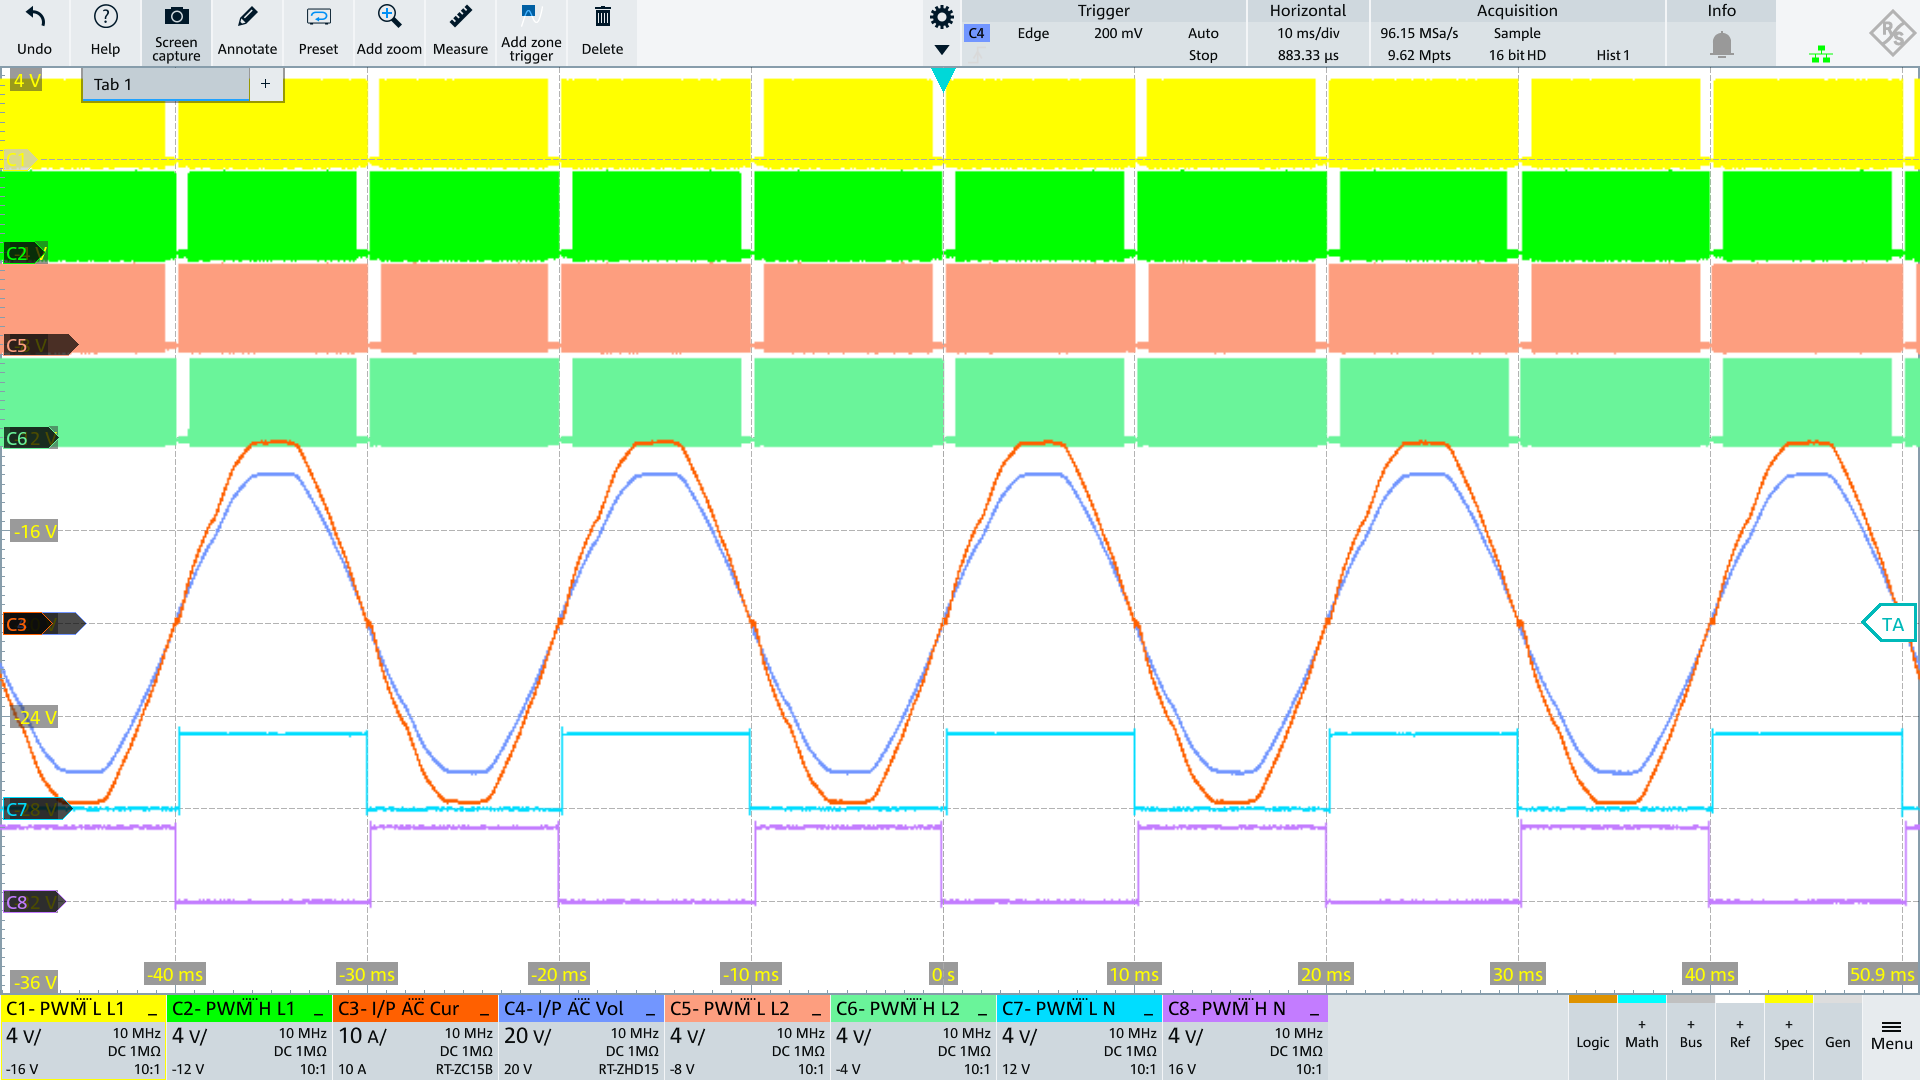 Undo
Help
Screen capture
Annotate
Preset
Add zoom
Measure
Add zone trigger
Delete
Trigger
C4 Edge 200 mV Auto
Stop
Horizontal
10 ms/div
883.33 µs
Acquisition
96.15 MSa/s Sample
9.62 Mpts 16 bit HD Hist 1
Info
R&S
4 V
Tab 1
+
C1
C2
C5
C6
-16 V
C3
TA
-24 V
C7
C8
-36 V
-40 ms
-30 ms
-20 ms
-10 ms
0 s
10 ms
20 ms
30 ms
40 ms
50.9 ms
C1- PWM L L1
4 V/ 10 MHz
DC 1MΩ
-16 V 10:1
C2- PWM H L1
4 V/ 10 MHz
DC 1MΩ
-12 V 10:1
C3- I/P AC Cur
10 A/ 10 MHz
DC 1MΩ
10 A RT-ZC15B
C4- I/P AC Vol
20 V/ 10 MHz
DC 1MΩ
20 V RT-ZHD15
C5- PWM L L2
4 V/ 10 MHz
DC 1MΩ
-8 V 10:1
C6- PWM H L2
4 V/ 10 MHz
DC 1MΩ
-4 V 10:1
C7- PWM L N
4 V/ 10 MHz
DC 1MΩ
12 V 10:1
C8- PWM H N
4 V/ 10 MHz
DC 1MΩ
16 V 10:1
Logic
+ Math
+ Bus
+ Ref
+ Spec
Gen
Menu